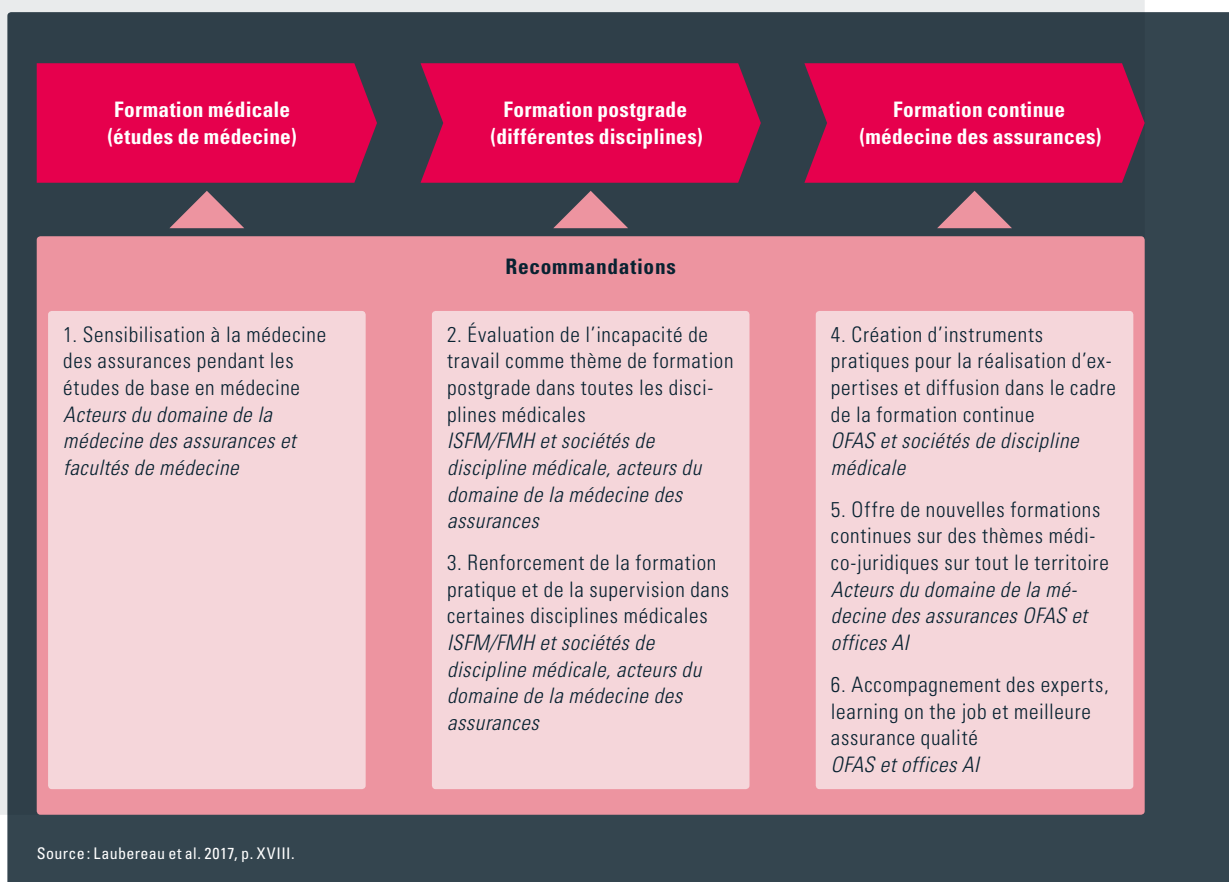 Formation médicale
(études de médecine)
Formation postgrade
(différentes disciplines)
Formation continue
(médecine des assurances)
Recommandations
1. Sensibilisation à la médecine
des assurances pendant les
études de base en médecine
Acteurs du domaine de la
médecine des assurances et
facultés de médecine
2. Évaluation de l’incapacité de
travail comme thème de formation
postgrade dans toutes les disci-
plines médicales
ISFM/FMH et sociétés de
discipline médicale, acteurs du
domaine de la médecine des
assurances
3. Renforcement de la formation
pratique et de la supervision dans
certaines disciplines médicales
ISFM/FMH et sociétés de
discipline médicale, acteurs du
domaine de la médecine des
assurances
4. Création d’instruments
pratiques pour la réalisation d’ex-
pertises et diffusion dans le cadre
de la formation continue
OFAS et sociétés de discipline
médicale
5. Offre de nouvelles formations
continues sur des thèmes médi-
co-juridiques sur tout le territoire
Acteurs du domaine de la mé-
decine des assurances OFAS et
offices AI
6. Accompagnement des experts,
learning on the job et meilleure
assurance qualité
OFAS et offices AI
Source : Laubereau et al. 2017, p. XVIII.